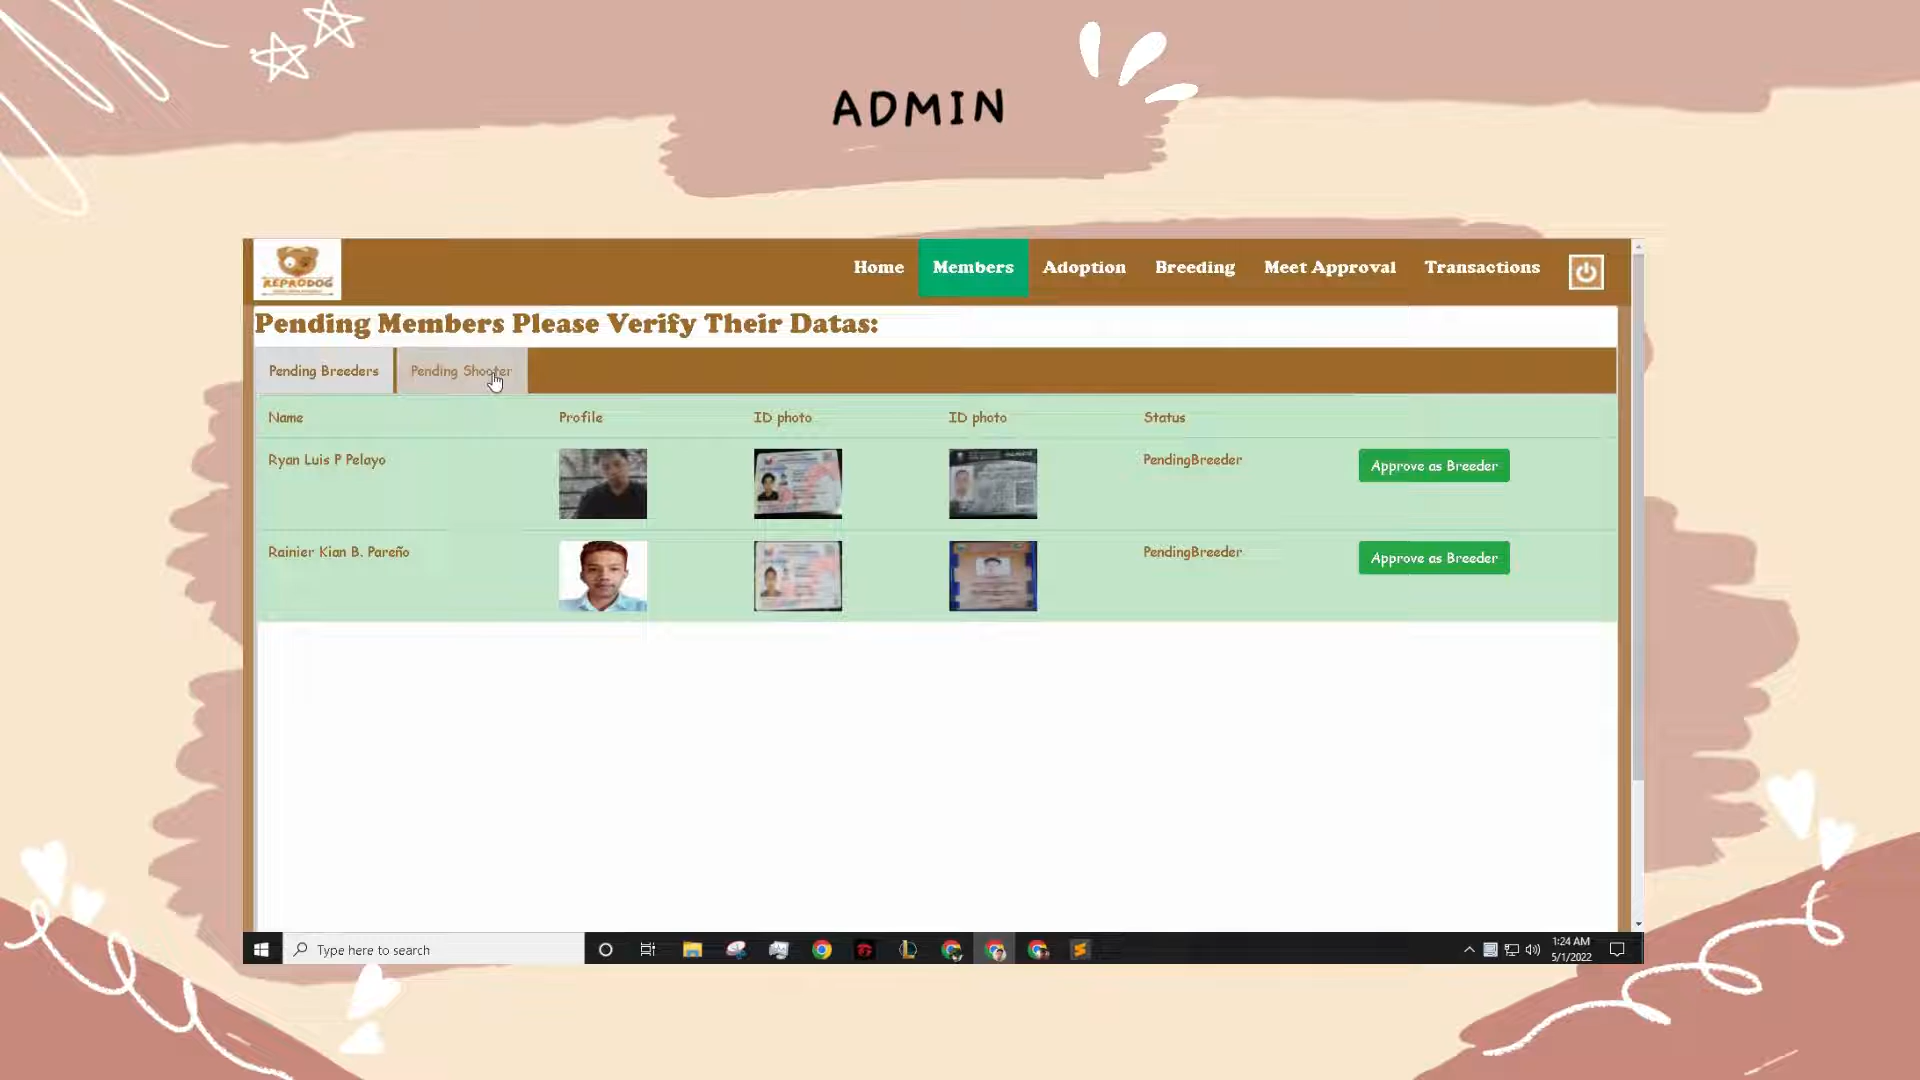 ADMIN
REPRODOG
Home Members Adoption Breeding Meet Approval Transactions
Pending Members Please Verify Their Datas:
Pending Breeders Pending Shooter
Name Profile ID photo ID photo Status
Ryan Luis P Pelayo PendingBreeder Approve as Breeder
Rainier Kian B. Pareño PendingBreeder Approve as Breeder
Type here to search
1:24 AM
5/1/2022